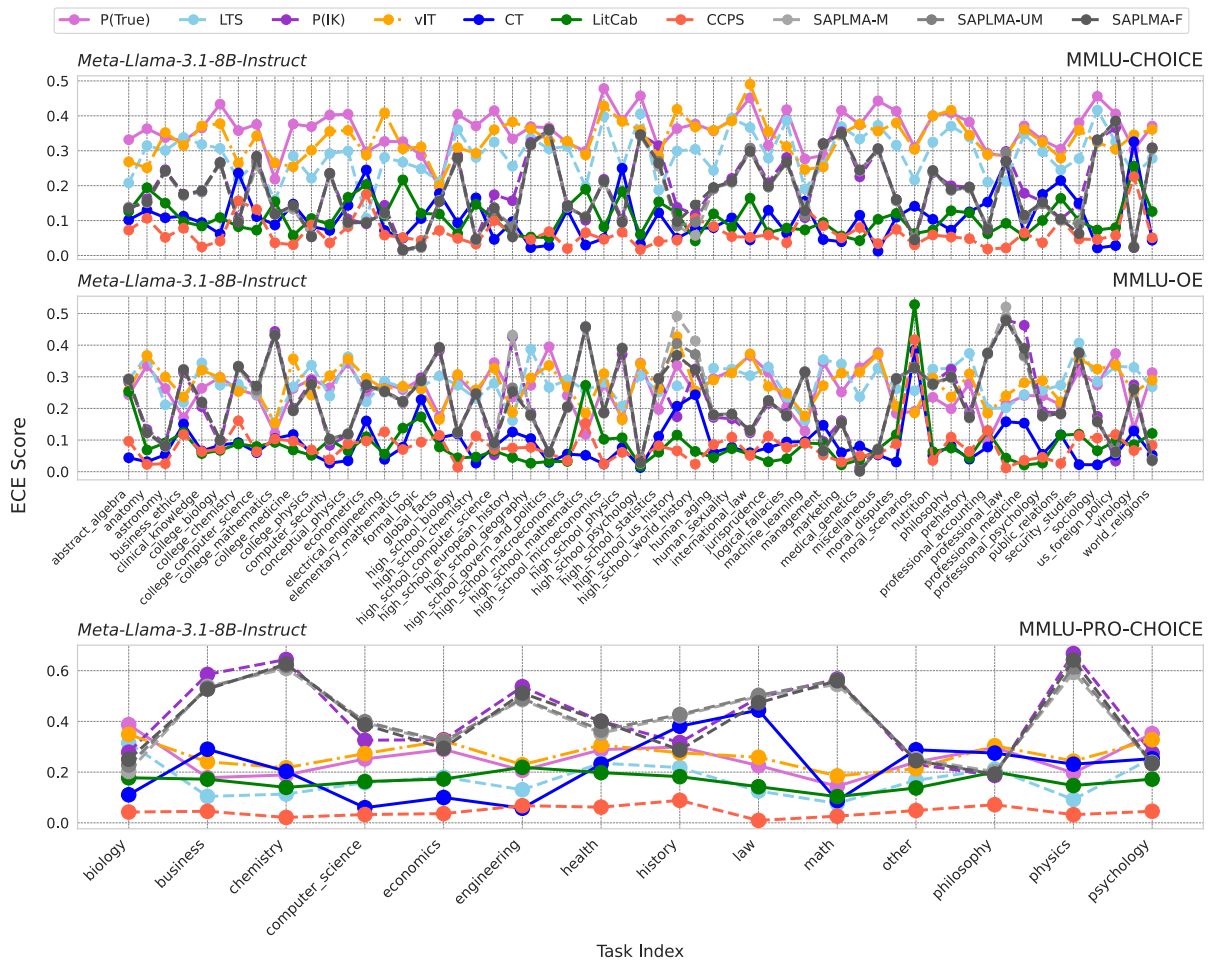 P(True) LTS P(IK) vIT CT LitCab CCPS SAPLMA-M SAPLMA-UM SAPLMA-F
Meta-Llama-3.1-8B-Instruct MMLU-CHOICE
0.5
0.4
0.3
0.2
0.1
0.0
Meta-Llama-3.1-8B-Instruct MMLU-OE
0.5
0.4
0.3
0.2
0.1
0.0
ECE Score
abstract_algebra
anatomy
astronomy
business_ethics
clinical_knowledge
college_biology
college_chemistry
college_computer_science
college_mathematics
college_medicine
college_physics
computer_security
conceptual_physics
econometrics
electrical_engineering
elementary_mathematics
formal_logic
global_facts
high_school_biology
high_school_chemistry
high_school_computer_science
high_school_european_history
high_school_geography
high_school_govern_and_politics
high_school_macroeconomics
high_school_mathematics
high_school_microeconomics
high_school_physics
high_school_psychology
high_school_statistics
high_school_us_history
high_school_world_history
human_aging
human_sexuality
international_law
jurisprudence
logical_fallacies
machine_learning
management
marketing
medical_genetics
miscellaneous
moral_disputes
moral_scenarios
nutrition
philosophy
prehistory
professional_accounting
professional_law
professional_medicine
professional_psychology
public_relations
security_studies
sociology
us_foreign_policy
virology
world_religions
Meta-Llama-3.1-8B-Instruct MMLU-PRO-CHOICE
0.6
0.4
0.2
0.0
biology
business
chemistry
computer_science
economics
engineering
health
history
law
math
other
philosophy
physics
psychology
Task Index